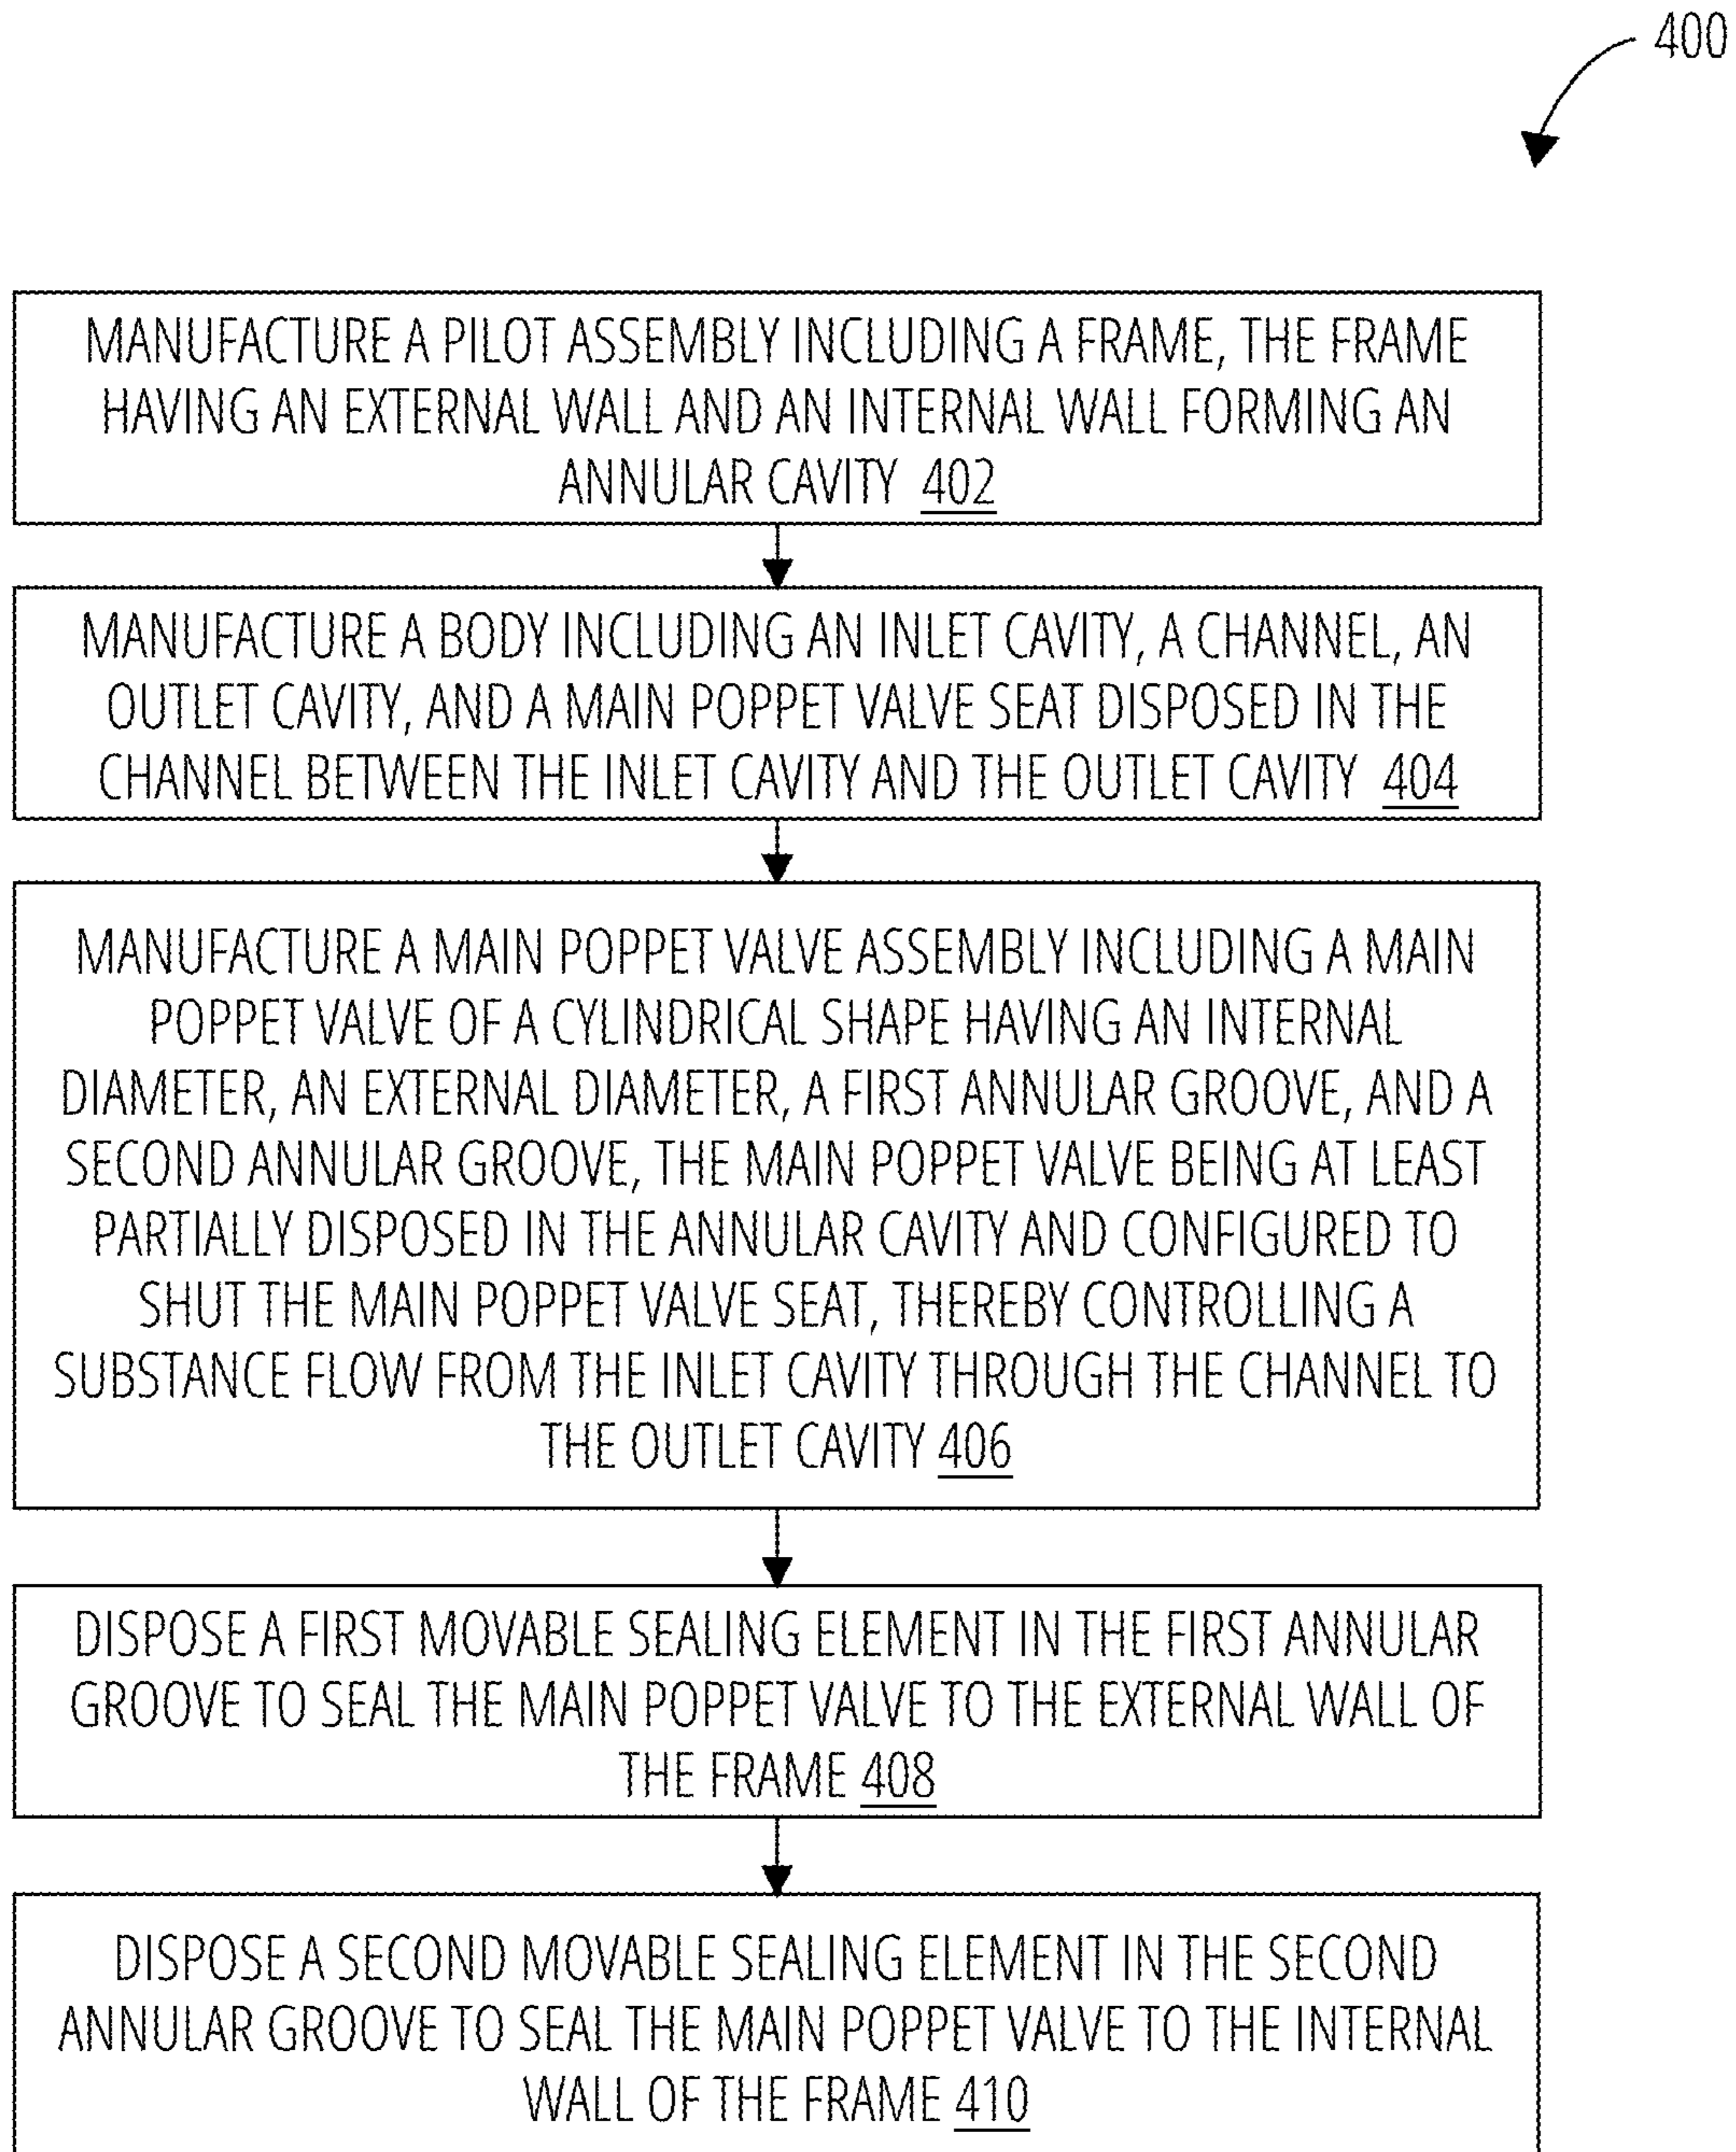 400
MANUFACTURE A PILOT ASSEMBLY INCLUDING A FRAME, THE FRAME
HAVING AN EXTERNAL WALL AND AN INTERNAL WALL FORMING AN
ANNULAR CAVITY 402
MANUFACTURE A BODY INCLUDING AN INLET CAVITY, A CHANNEL, AN
OUTLET CAVITY, AND A MAIN POPPET VALVE SEAT DISPOSED IN THE
CHANNEL BETWEEN THE INLET CAVITY AND THE OUTLET CAVITY 404
MANUFACTURE A MAIN POPPET VALVE ASSEMBLY INCLUDING A MAIN
POPPET VALVE OF A CYLINDRICAL SHAPE HAVING AN INTERNAL
DIAMETER, AN EXTERNAL DIAMETER, A FIRST ANNULAR GROOVE, AND A
SECOND ANNULAR GROOVE, THE MAIN POPPET VALVE BEING AT LEAST
PARTIALLY DISPOSED IN THE ANNULAR CAVITY AND CONFIGURED TO
SHUT THE MAIN POPPET VALVE SEAT, THEREBY CONTROLLING A
SUBSTANCE FLOW FROM THE INLET CAVITY THROUGH THE CHANNEL TO
THE OUTLET CAVITY 406
DISPOSE A FIRST MOVABLE SEALING ELEMENT IN THE FIRST ANNULAR
GROOVE TO SEAL THE MAIN POPPET VALVE TO THE EXTERNAL WALL OF
THE FRAME 408
DISPOSE A SECOND MOVABLE SEALING ELEMENT IN THE SECOND
ANNULAR GROOVE TO SEAL THE MAIN POPPET VALVE TO THE INTERNAL
WALL OF THE FRAME 410